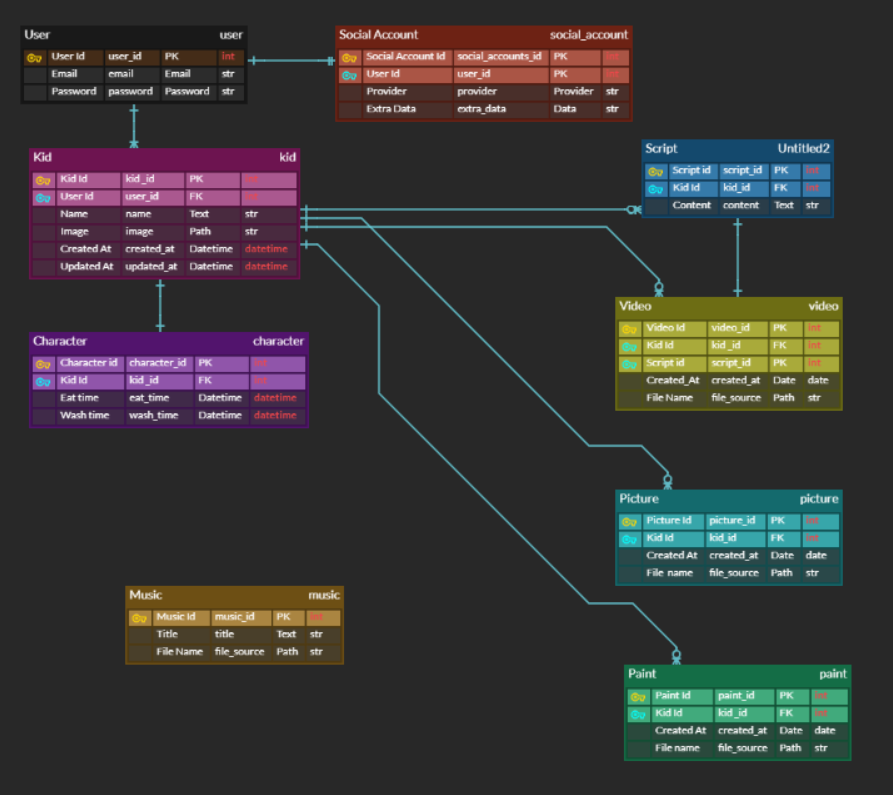 User user
User Id user_id PK int
Email email Email str
Password password Password str
Social Account social_account
Social Account Id social_accounts_id PK int
User Id user_id PK int
Provider provider Provider str
Extra Data extra_data Data str
Kid kid
Kid Id kid_id PK int
User Id user_id FK int
Name name Text str
Image image Path str
Created At created_at Datetime datetime
Updated At updated_at Datetime datetime
Script Untitled2
Script id script_id PK int
Kid Id kid_id FK int
Content content Text str
Video video
Video Id video_id PK int
Kid Id kid_id FK int
Script id script_id PK int
Created_At created_at Date date
File Name file_source Path str
Character character
Character id character_id PK int
Kid Id kid_id FK int
Eat time eat_time Datetime datetime
Wash time wash_time Datetime datetime
Picture picture
Picture Id picture_id PK int
Kid Id kid_id FK int
Created At created_at Date date
File name file_source Path str
Music music
Music Id music_id PK int
Title title Text str
File Name file_source Path str
Paint paint
Paint Id paint_id PK int
Kid Id kid_id FK int
Created At created_at Date date
File name file_source Path str